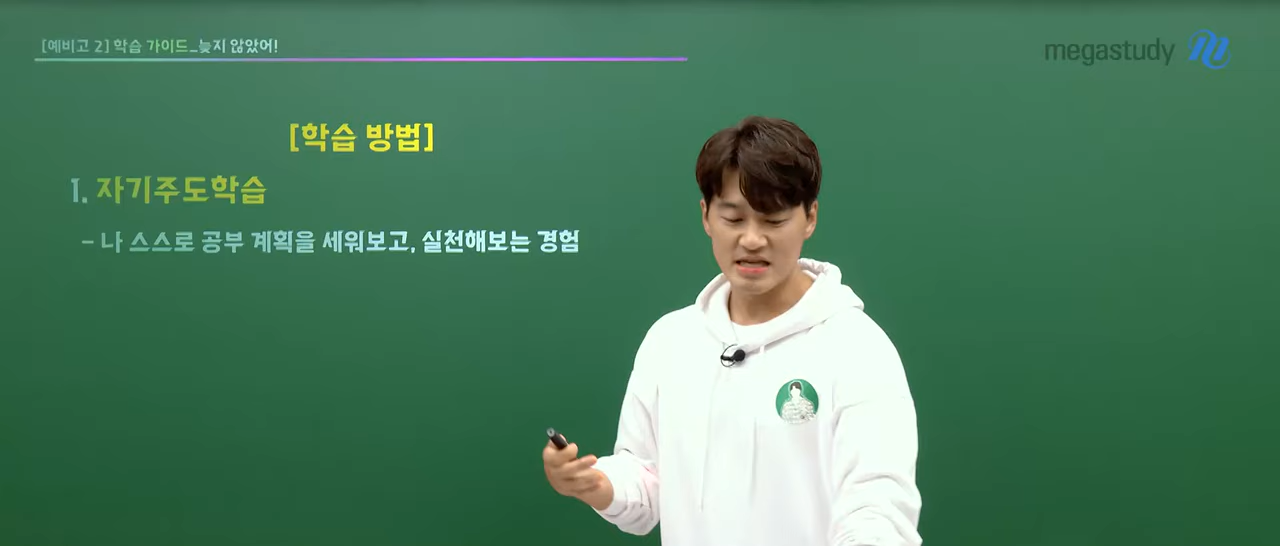 [예비고 2] 학습 가이드_늦지 않았어!
megastudy
[학습 방법]
1. 자기주도학습
- 나 스스로 공부 계획을 세워보고, 실천해보는 경험